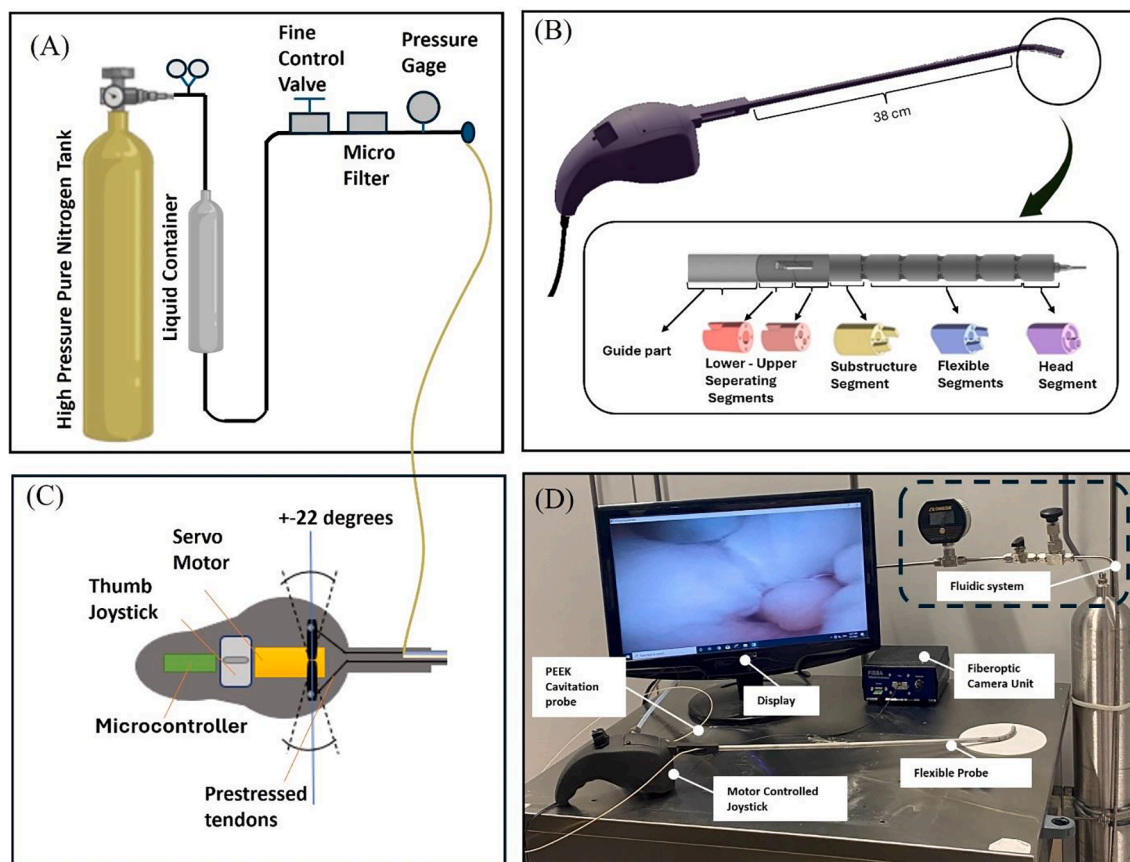 (A)
Fine
Control
Valve
Pressure
Gage
Micro
Filter
High Pressure Pure Nitrogen Tank
Liquid Container
(B)
38 cm
Guide part
Lower - Upper
Seperating
Segments
Substructure
Segment
Flexible
Segments
Head
Segment
(C)
+-22 degrees
Servo
Motor
Thumb
Joystick
Microcontroller
Prestressed
tendons
(D)
Fluidic system
PEEK
Cavitation
probe
Display
Fiberoptic
Camera Unit
Flexible Probe
Motor Controlled
Joystick